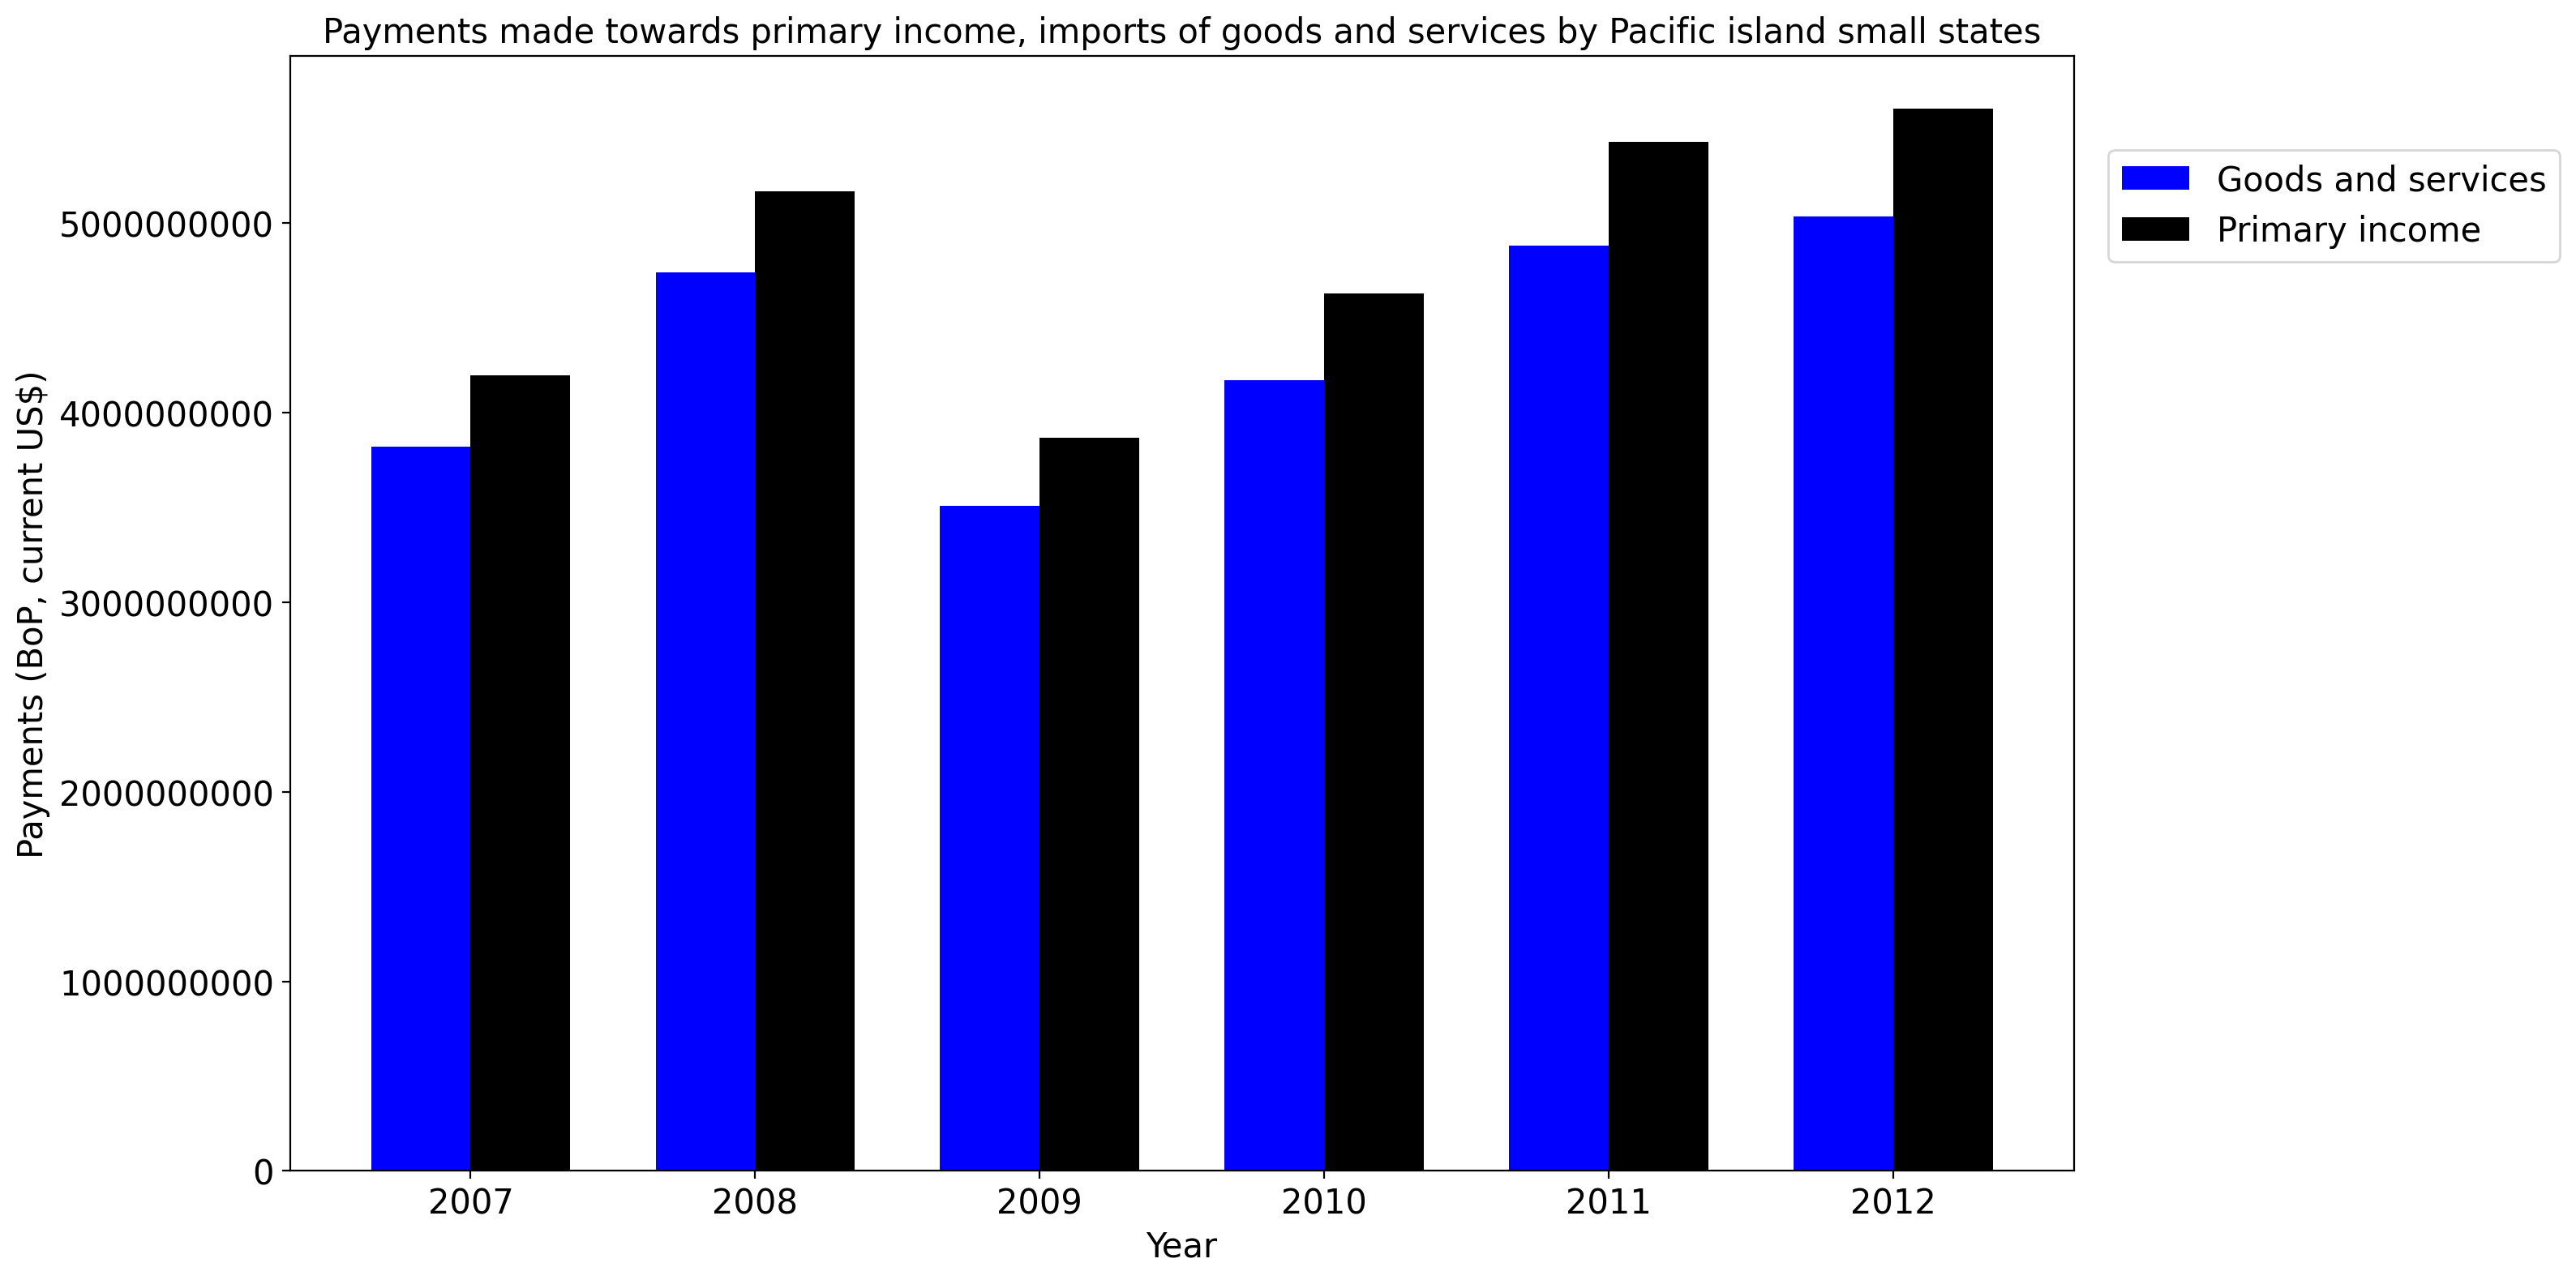 Payments made towards primary income, imports of goods and services by Pacific island small states
Payments (BoP, current US$)
5000000000
4000000000
3000000000
2000000000
1000000000
0
2007 2008 2009 2010 2011 2012
Year
Goods and services
Primary income